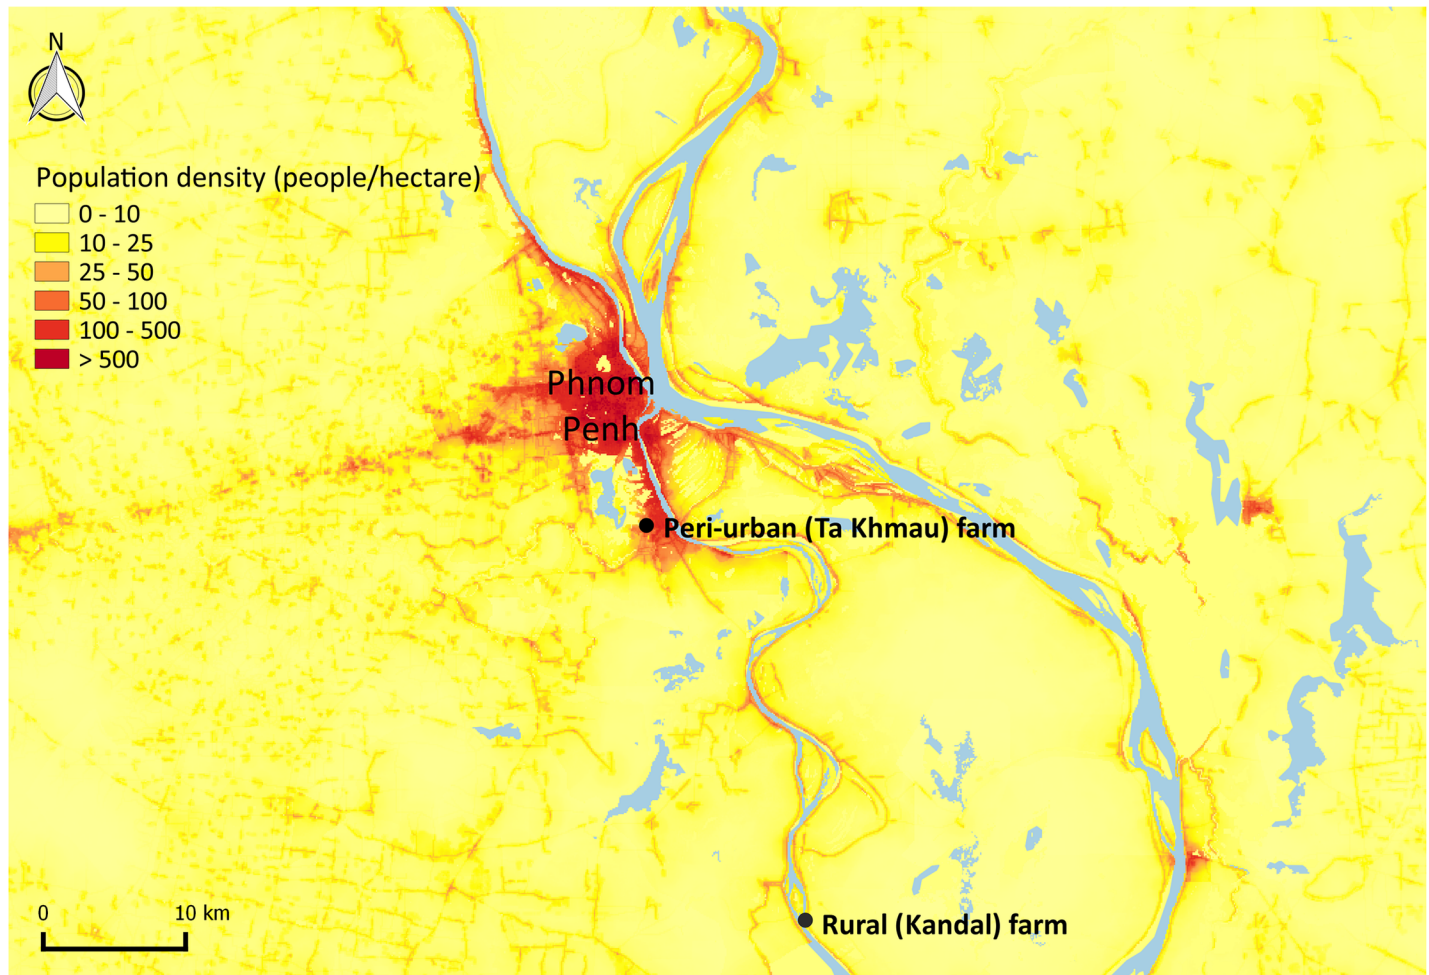 N
Population density (people/hectare)
0 - 10
10 - 25
25 - 50
50 - 100
100 - 500
> 500
Phnom
Penh
Peri-urban (Ta Khmau) farm
0 10 km
Rural (Kandal) farm